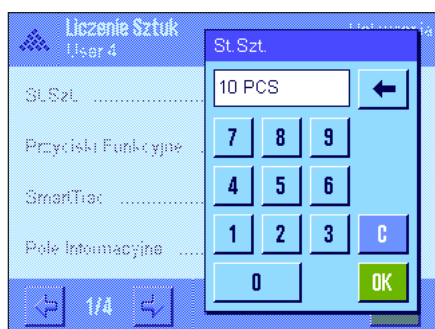 Liczenie Sztuk
User 4
St.Szt.
St.Szt.
10 PCS
Przyciski Funkcyjne
7 8 9
SmartTrac
4 5 6
1 2 3 C
Pole Informacyjne
0 OK
1/4